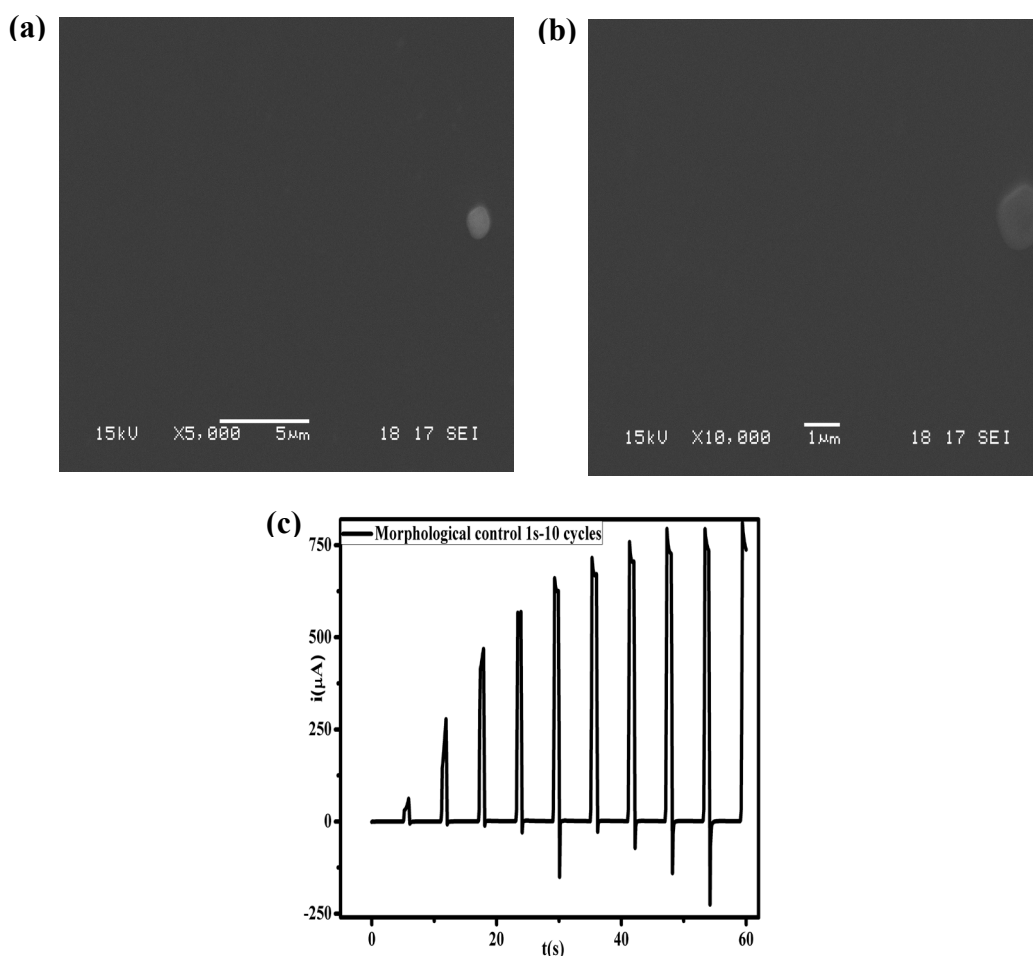 (a)
(b)
15kV X5,000 5µm 18 17 SEI
15kV X10,000 1µm 18 17 SEI
(c)
Morphological control 1s-10 cycles
750
500
250
0
-250
i(µA)
0 20 40 60
t(s)